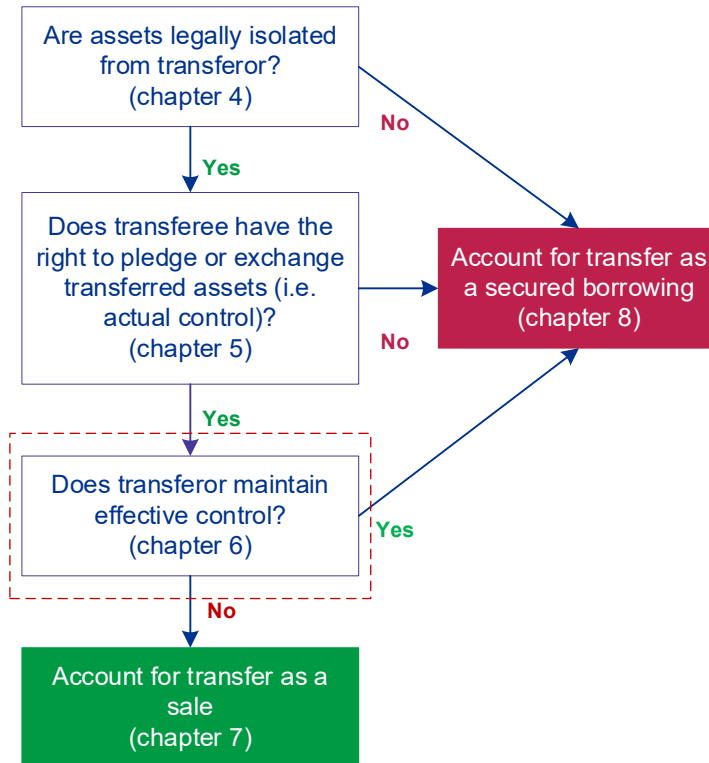 Are assets legally isolated
from transferor?
(chapter 4)
No
Yes
Does transferee have the
right to pledge or exchange
transferred assets (i.e.
actual control)?
(chapter 5)
Account for transfer as
a secured borrowing
(chapter 8)
No
Yes
Does transferor maintain
effective control?
(chapter 6)
Yes
No
Account for transfer as a
sale
(chapter 7)